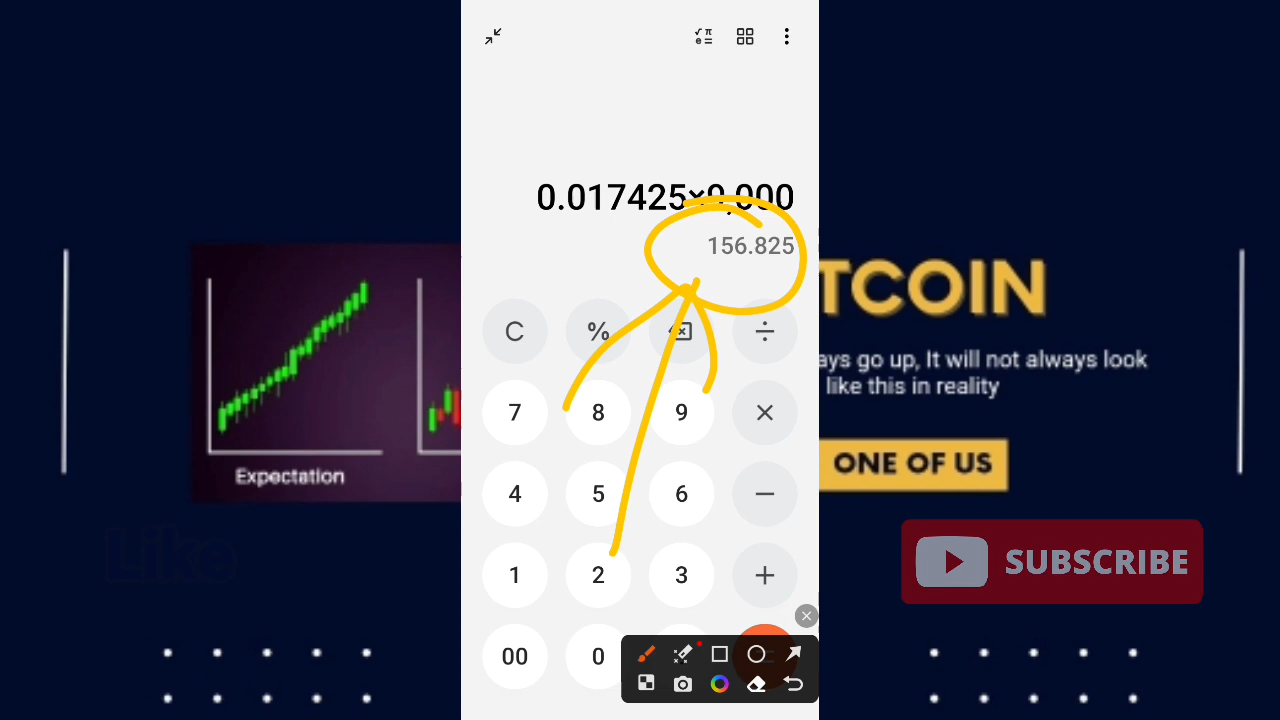 0.017425×9,000
156.825
C % ÷
7 8 9 ×
4 5 6 −
1 2 3 +
00 0
Expectation
TCOIN
ays go up, It will not always look
like this in reality
ONE OF US
Like
SUBSCRIBE